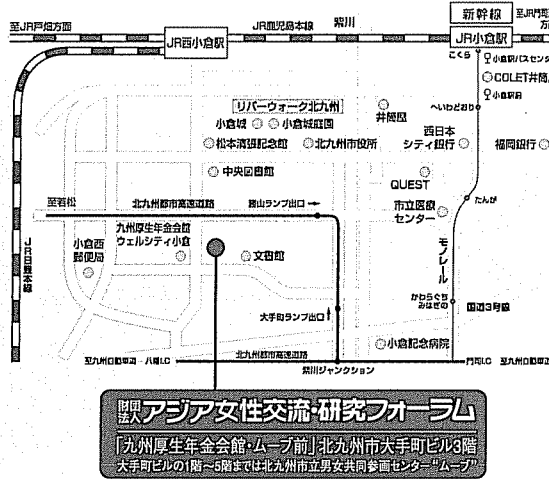 至JR戸畑方面
JR鹿児島本線
紫川
新幹線
至JR門司
方面
JR西小倉駅
JR小倉駅
こくら
小倉駅バスセンター
COLET井筒屋
小倉駅前
へいわどおり
リバーウォーク北九州
井筒屋
小倉城
小倉城庭園
松本清張記念館
北九州市役所
西日本
シティ銀行
福岡銀行
中央図書館
QUEST
たんが
至若松
北九州都市高速道路
勝山ランプ出口→
市立医療
センター
九州厚生年金会館
ウェルシティ小倉
文書館
小倉西
郵便局
JR日豊本線
モノレール
大手町ランプ出口
かわらぐち
みはぎの
国道3号線
小倉記念病院
至九州自動車道・八幡I.C
北九州都市高速道路
門司I.C
至九州自動車道
紫川ジャンクション
財団
法人
アジア女性交流・研究フォーラム
「九州厚生年金会館・ムーブ前」北九州市大手町ビル3階
大手町ビルの1階〜5階までは北九州市立男女共同参画センター"ムーブ"